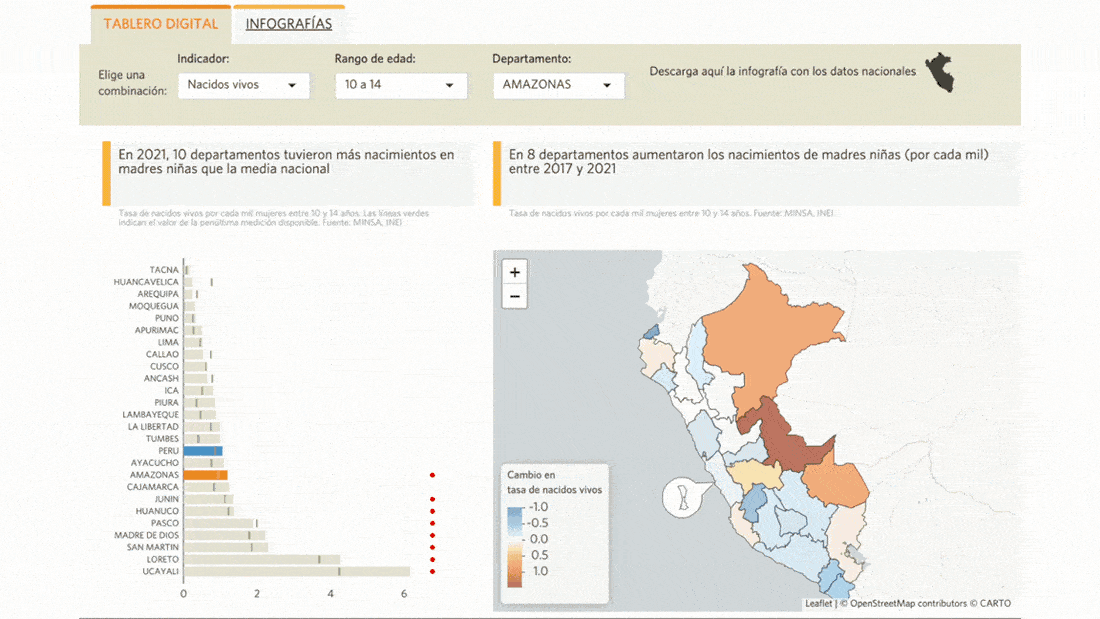 TABLERO DIGITAL
INFOGRAFÍAS
Elige una
combinación:
Indicador:
Nacidos vivos
Rango de edad:
10 a 14
Departamento:
AMAZONAS
Descarga aquí la infografía con los datos nacionales
En 2021, 10 departamentos tuvieron más nacimientos en
madres niñas que la media nacional
Tasa de nacidos vivos por cada mil mujeres entre 10 y 14 años. Las líneas verdes
indican el valor de la penúltima medición disponible. Fuente: MINSA, INEI
TACNA
HUANCAVELICA
AREQUIPA
MOQUEGUA
PUNO
APURIMAC
LIMA
CALLAO
CUSCO
ANCASH
ICA
PIURA
LAMBAYEQUE
LA LIBERTAD
TUMBES
PERU
AYACUCHO
AMAZONAS
CAJAMARCA
JUNIN
HUANUCO
PASCO
MADRE DE DIOS
SAN MARTIN
LORETO
UCAYALI
0 2 4 6
En 8 departamentos aumentaron los nacimientos de madres niñas (por cada mil)
entre 2017 y 2021
Tasa de nacidos vivos por cada mil mujeres entre 10 y 14 años. Fuente: MINSA, INEI.
+
−
Cambio en
tasa de nacidos vivos
-1.0
-0.5
0.0
0.5
1.0
Leaflet | © OpenStreetMap contributors © CARTO